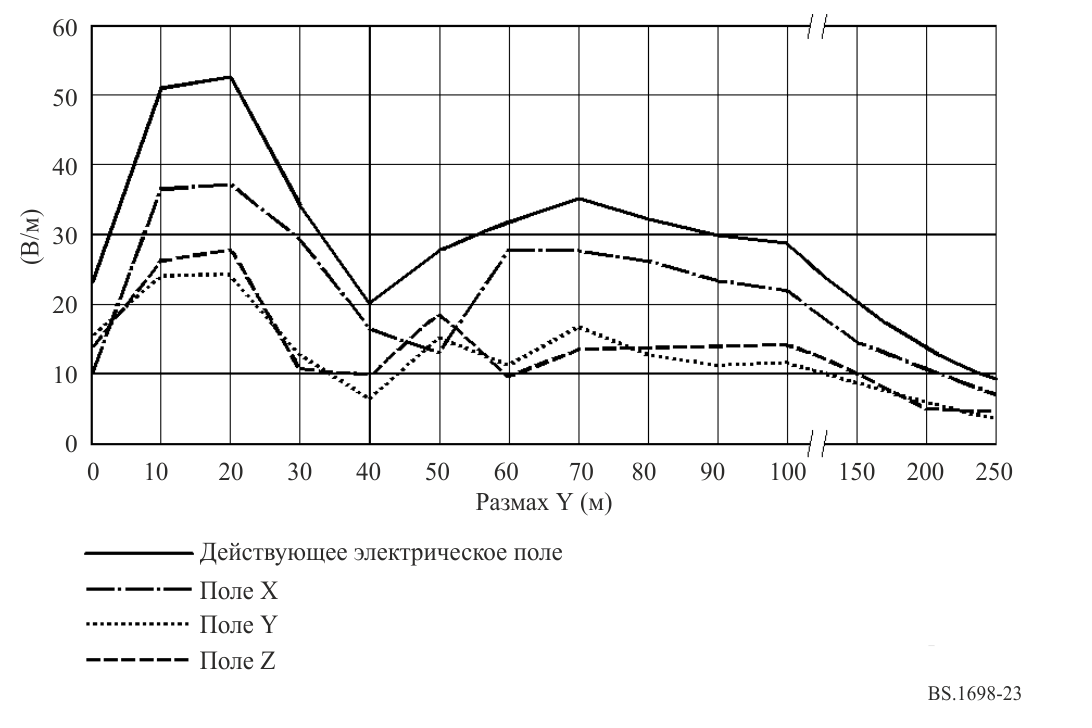 60
50
40
30
20
10
0
(В/м)
0 10 20 30 40 50 60 70 80 90 100 150 200 250
Размах Y (м)
Действующее электрическое поле
Поле X
Поле Y
Поле Z
BS.1698-23